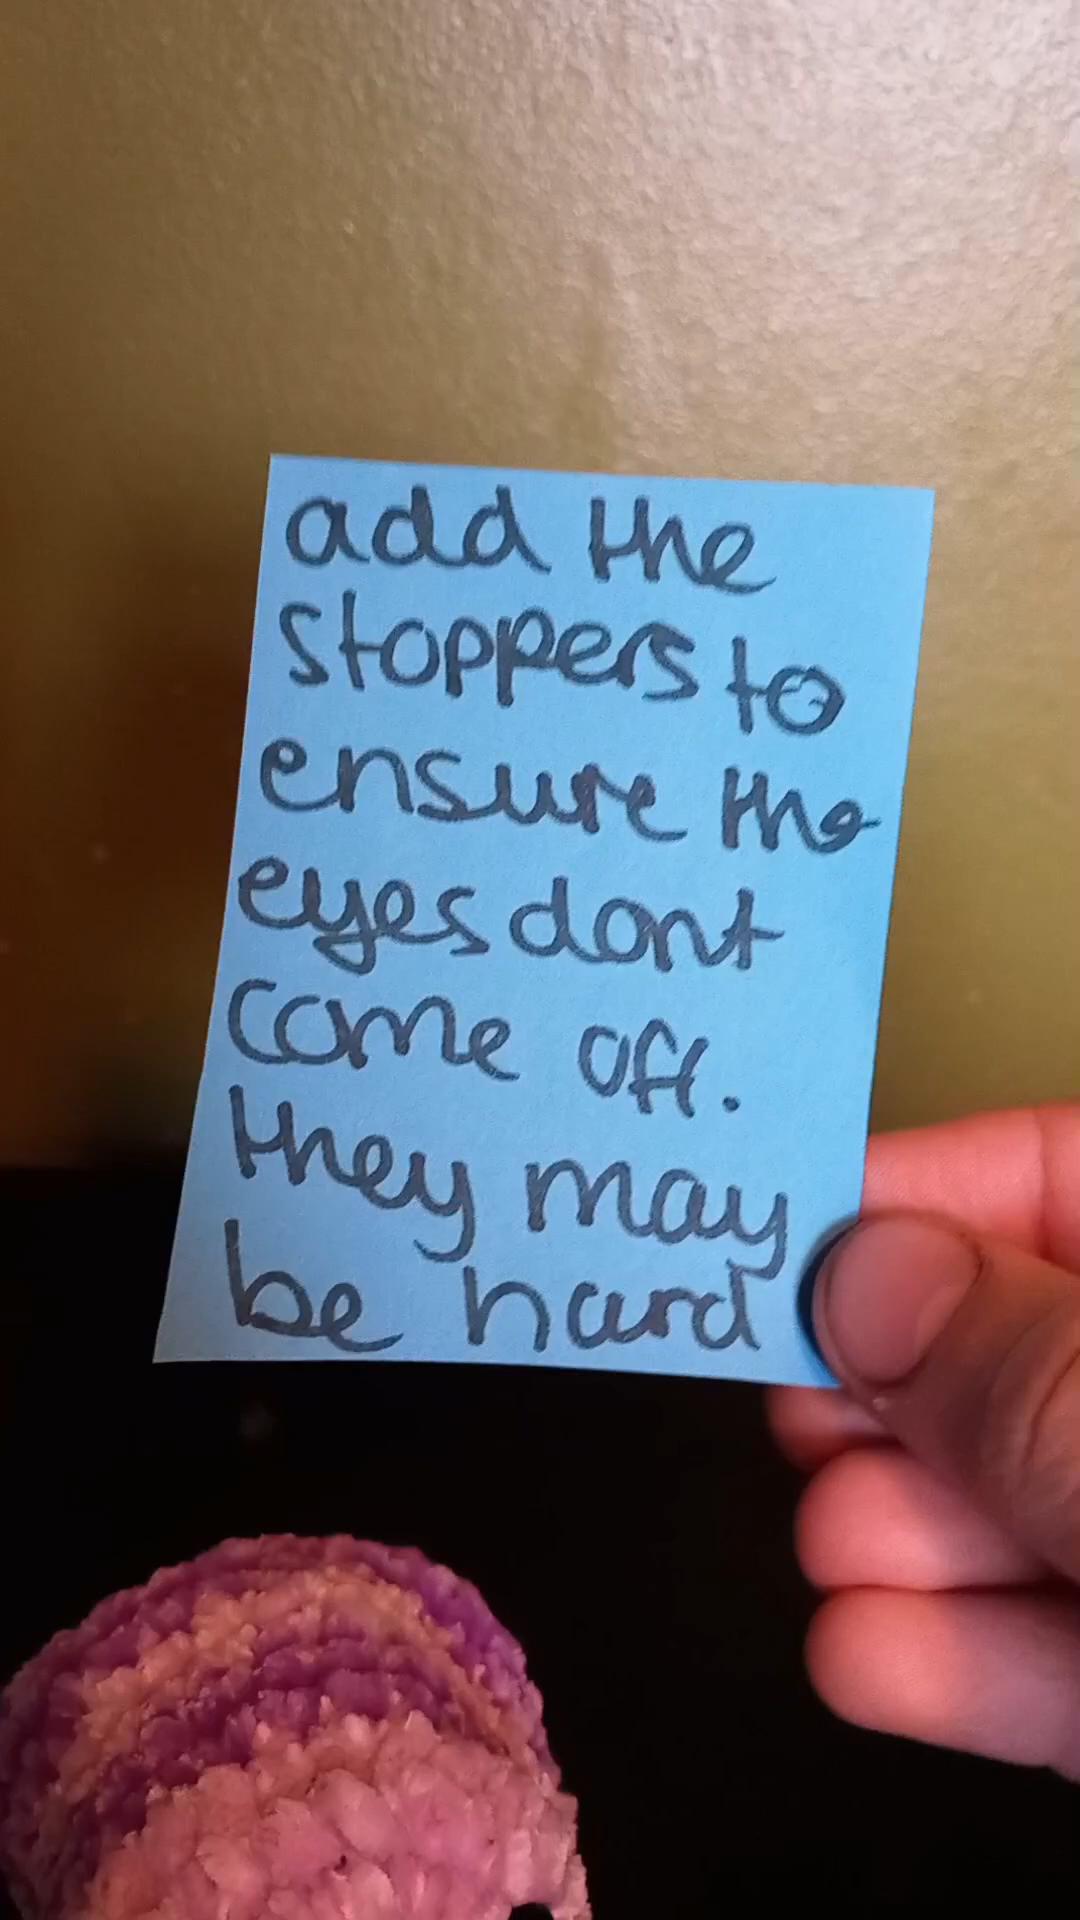 add the
stoppers to
ensure the
eyes dont
come off.
they may
be hard